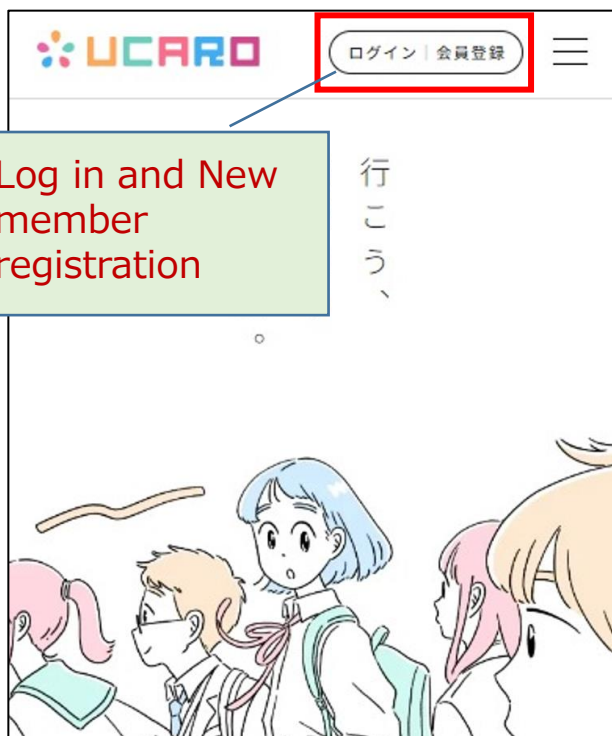 UCARO
ログイン｜会員登録
Log in and New
member
registration
行こう、
。